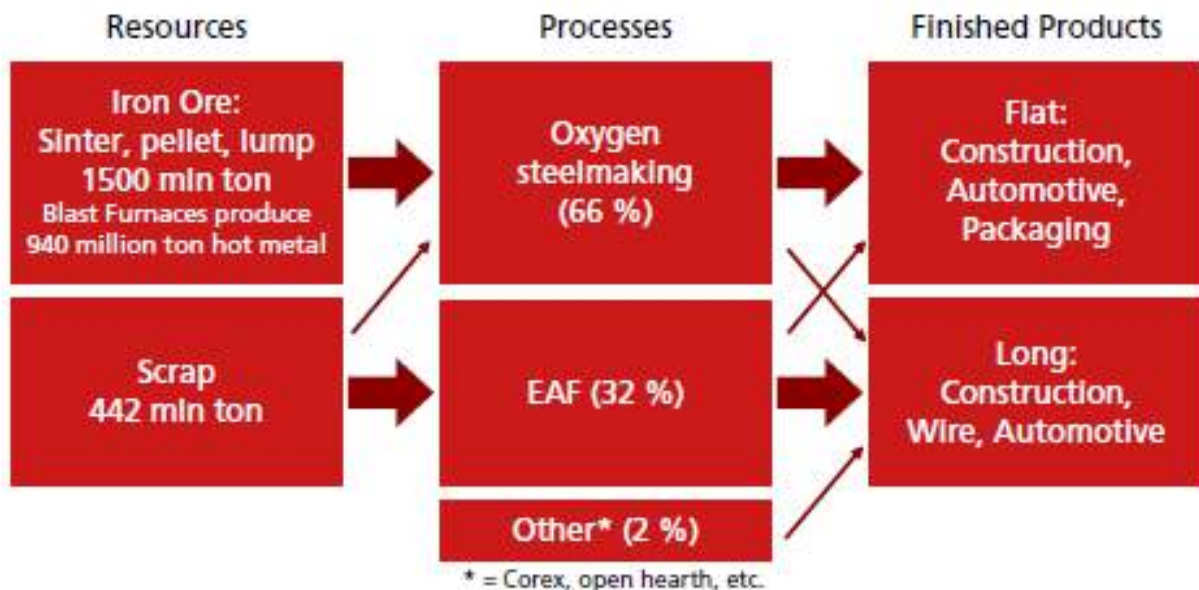 Resources
Processes
Finished Products
Iron Ore:
Sinter, pellet, lump
1500 mln ton
Blast Furnaces produce
940 million ton hot metal
Oxygen
steelmaking
(66 %)
Flat:
Construction,
Automotive,
Packaging
Scrap
442 mln ton
EAF (32 %)
Long:
Construction,
Wire, Automotive
Other* (2 %)
* = Corex, open hearth, etc.